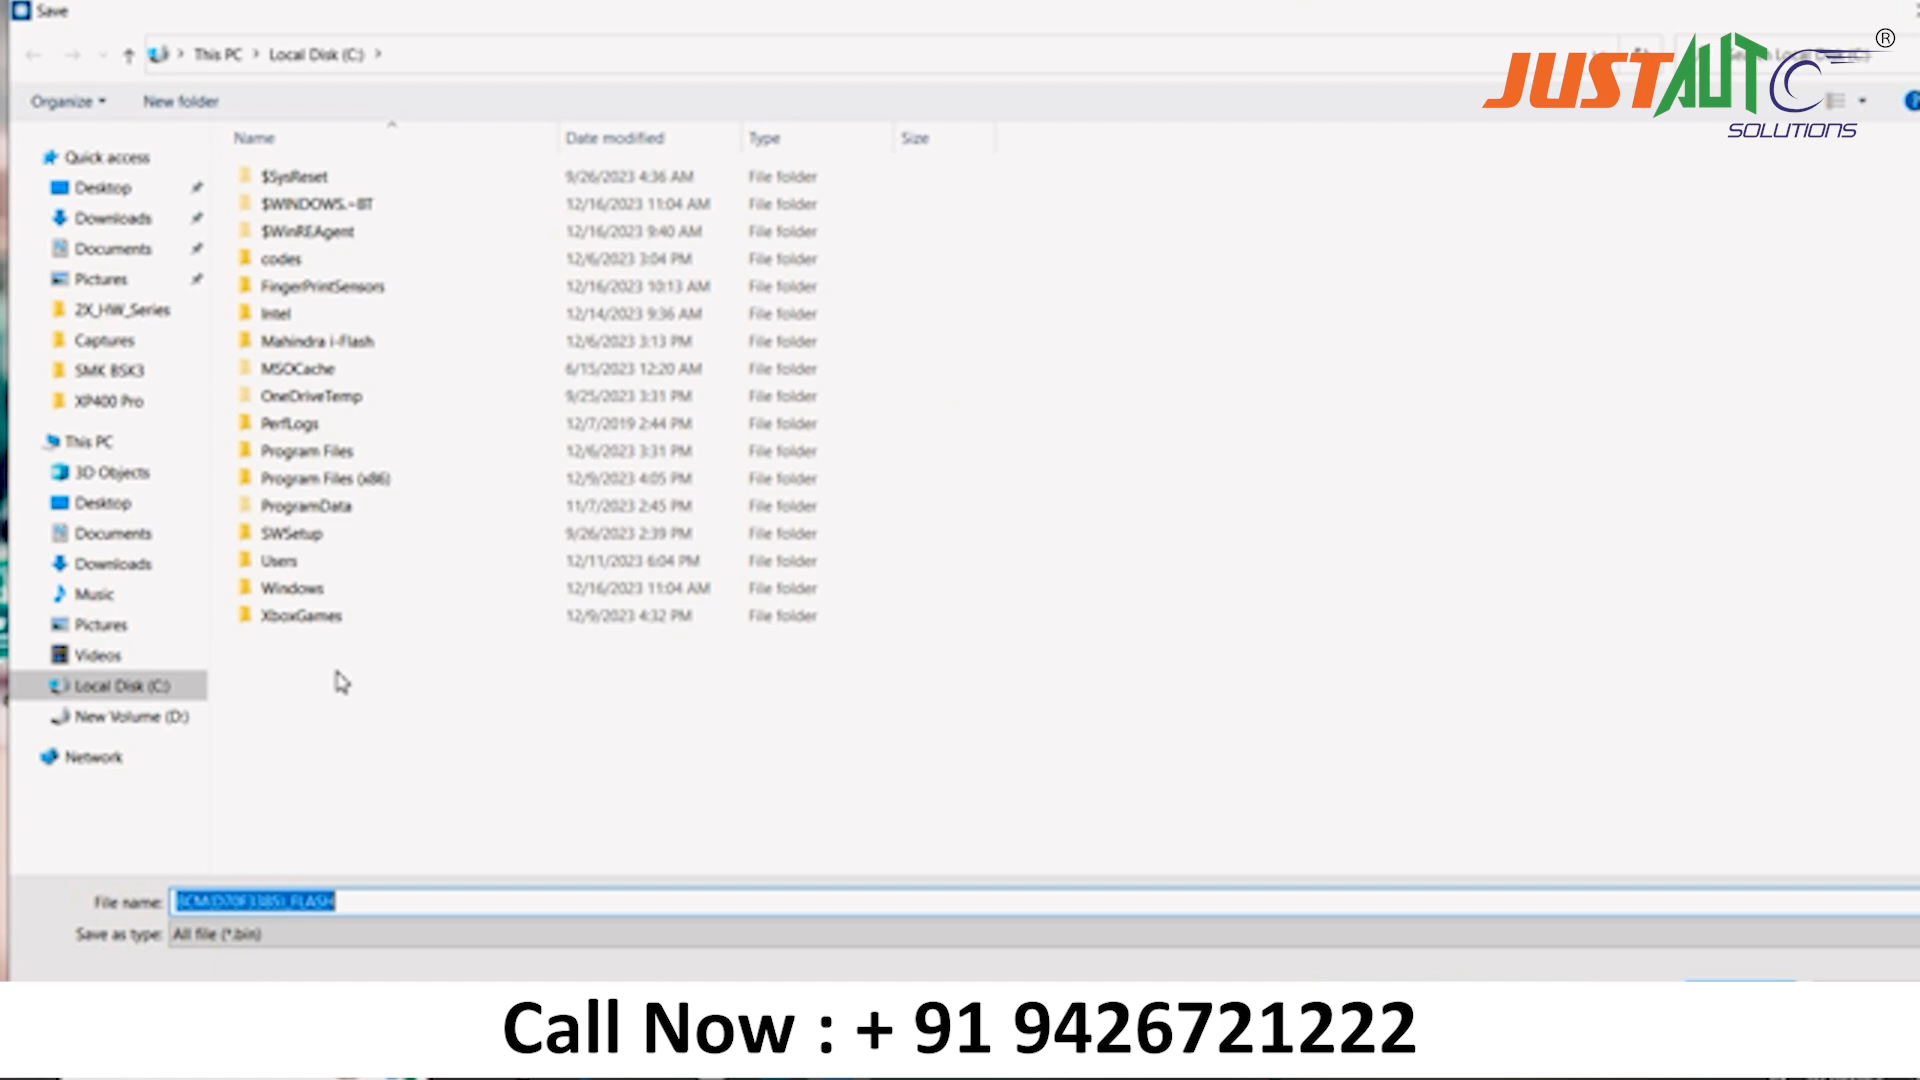 Save
This PC > Local Disk (C:) >
JUSTAUTO ®
SOLUTIONS
Organize New folder
Name Date modified Type Size
Quick access
Desktop
Downloads
Documents
Pictures
2X_HW_Series
Captures
SMK BSK3
XP400 Pro
This PC
3D Objects
Desktop
Documents
Downloads
Music
Pictures
Videos
Local Disk (C:)
New Volume (D:)
Network
$SysReset 9/26/2023 4:36 AM File folder
$WINDOWS.~BT 12/16/2023 11:04 AM File folder
$WinREAgent 12/16/2023 9:40 AM File folder
codes 12/6/2023 3:04 PM File folder
FingerPrintSensors 12/16/2023 10:13 AM File folder
Intel 12/14/2023 9:36 AM File folder
Mahindra i-Flash 12/6/2023 3:13 PM File folder
MSOCache 6/15/2023 12:20 AM File folder
OneDriveTemp 9/25/2023 3:31 PM File folder
PerfLogs 12/7/2019 2:44 PM File folder
Program Files 12/6/2023 3:31 PM File folder
Program Files (x86) 12/9/2023 4:05 PM File folder
ProgramData 11/7/2023 2:45 PM File folder
SWSetup 9/26/2023 2:39 PM File folder
Users 12/11/2023 6:04 PM File folder
Windows 12/16/2023 11:04 AM File folder
XboxGames 12/9/2023 4:32 PM File folder
File name:
Save as type: All file (*.bin)
Call Now : + 91 9426721222